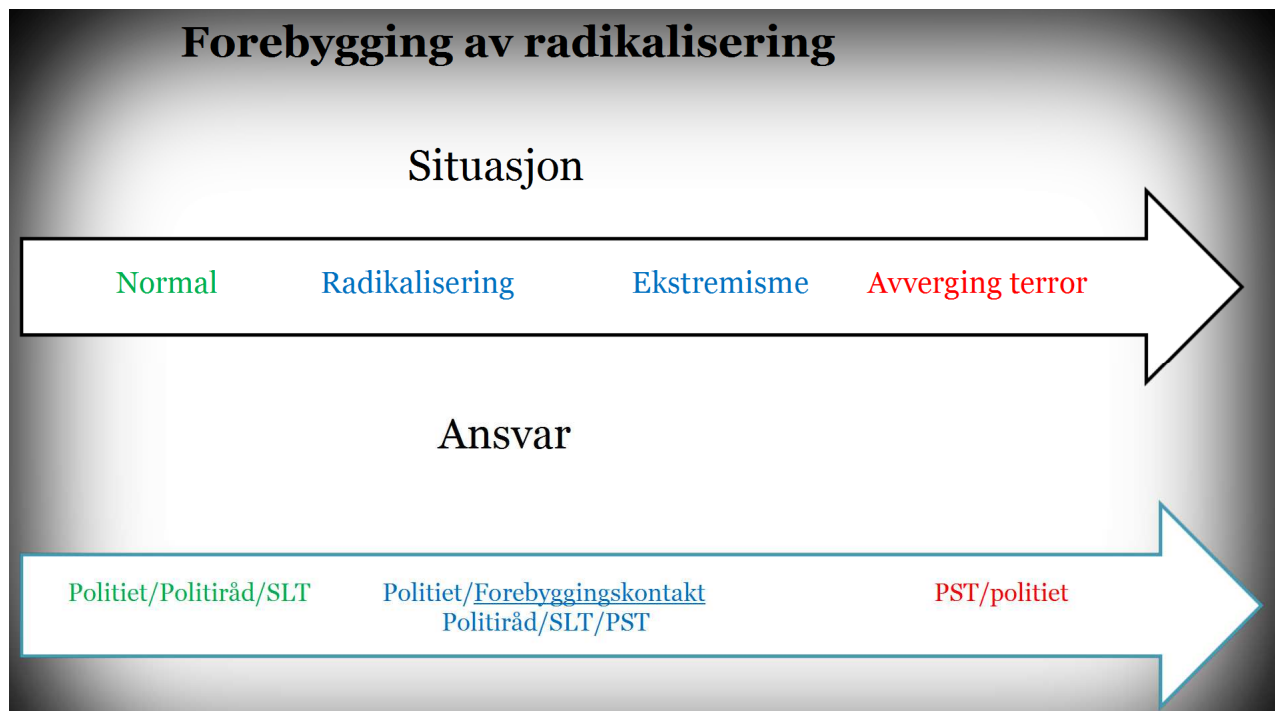 Forebygging av radikalisering
Situasjon
Normal Radikalisering Ekstremisme Avverging terror
Ansvar
Politiet/Politiråd/SLT Politiet/Forebyggingskontakt PST/politiet
Politiråd/SLT/PST